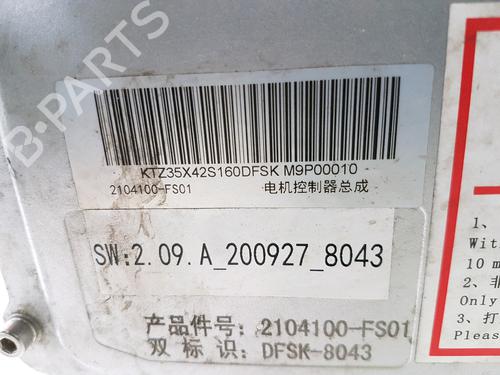 B-PARTS
KTZ35X42S160DFSK M9P00010
2104100-FS01 电机控制器总成
SW:2.09.A_200927_8043
产品件号: 2104100-FS01
双标识: DFSK-8043
1、
With
10 m
2、非
Only
3、打
Pleas